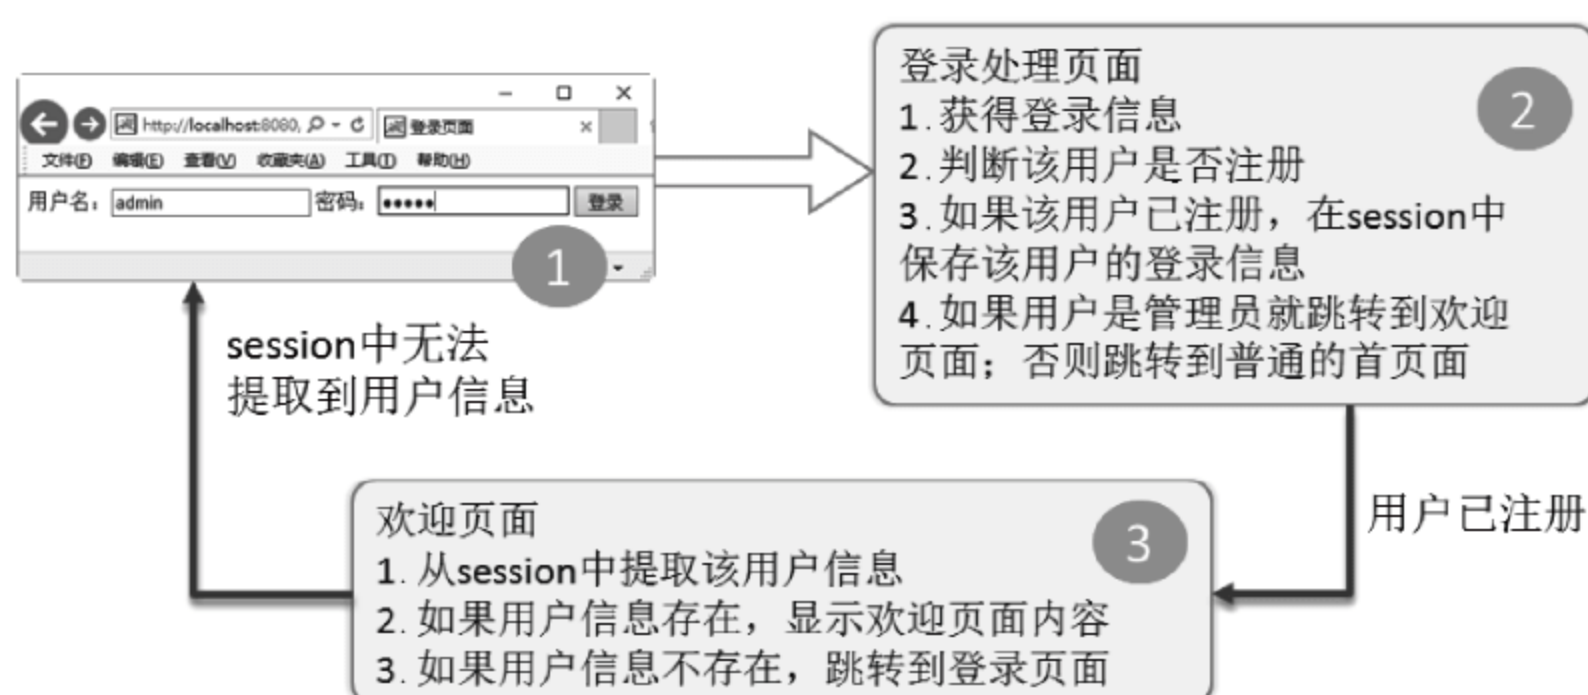 http://localhost:8080,
登录页面
文件(F) 编辑(E) 查看(V) 收藏夹(A) 工具(T) 帮助(H)
用户名： admin 密码： ●●●●● 登录
1
登录处理页面
2
1.获得登录信息
2.判断该用户是否注册
3.如果该用户已注册，在session中
保存该用户的登录信息
4.如果用户是管理员就跳转到欢迎
页面；否则跳转到普通的首页面
session中无法
提取到用户信息
用户已注册
欢迎页面
3
1. 从session中提取该用户信息
2. 如果用户信息存在，显示欢迎页面内容
3. 如果用户信息不存在，跳转到登录页面